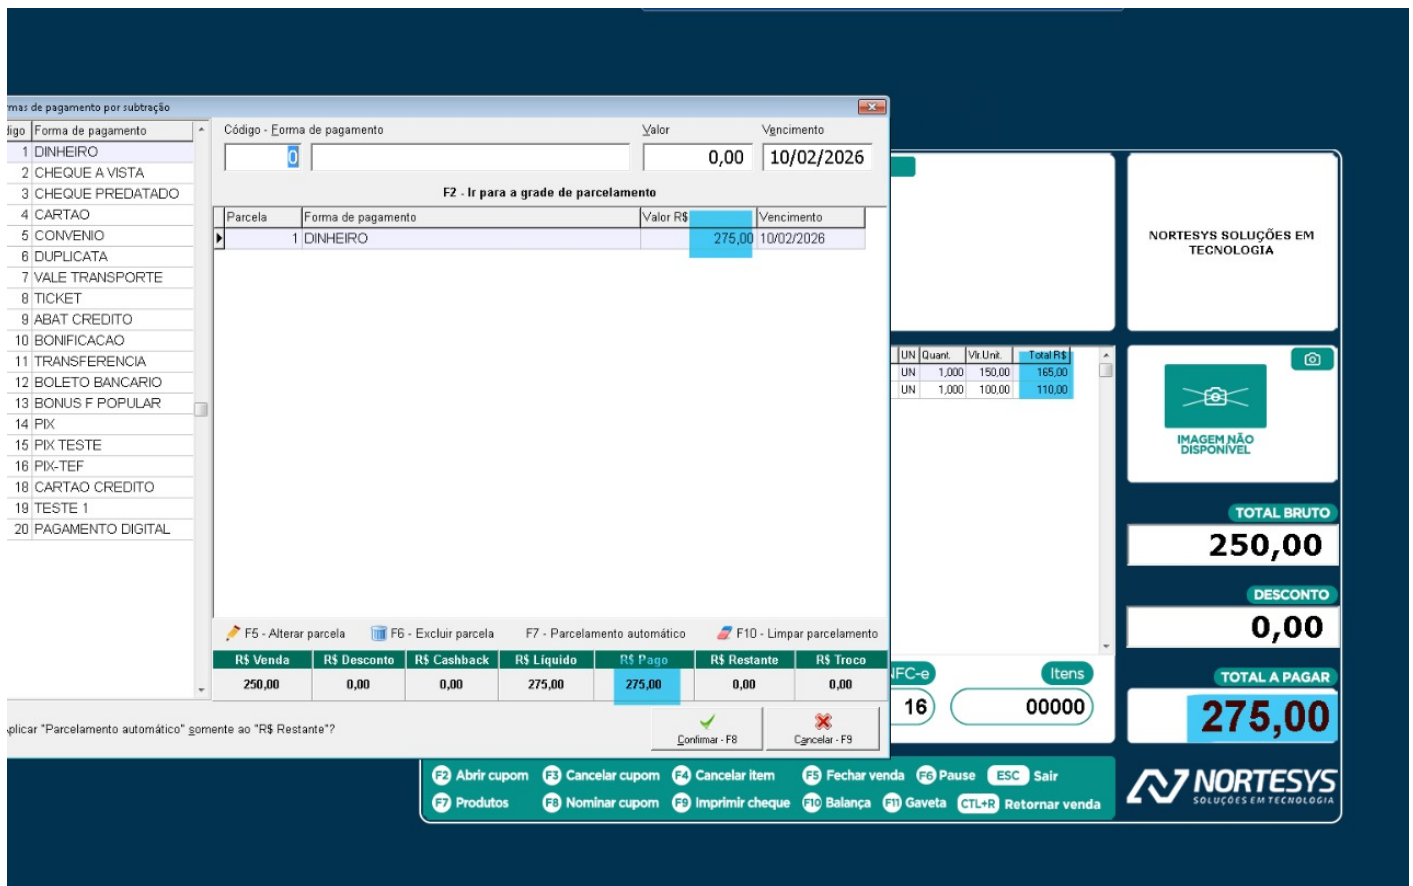 mas de pagamento por subtração
igo Forma de pagamento
1 DINHEIRO
2 CHEQUE A VISTA
3 CHEQUE PREDATADO
4 CARTAO
5 CONVENIO
6 DUPLICATA
7 VALE TRANSPORTE
8 TICKET
9 ABAT CREDITO
10 BONIFICACAO
11 TRANSFERENCIA
12 BOLETO BANCARIO
13 BONUS F POPULAR
14 PIX
15 PIX TESTE
16 PIX-TEF
18 CARTAO CREDITO
19 TESTE 1
20 PAGAMENTO DIGITAL
Código - Forma de pagamento Valor Vencimento
0 0,00 10/02/2026
F2 - Ir para a grade de parcelamento
Parcela Forma de pagamento Valor R$ Vencimento
1 DINHEIRO 275,00 10/02/2026
F5 - Alterar parcela F6 - Excluir parcela F7 - Parcelamento automático F10 - Limpar parcelamento
R$ Venda R$ Desconto R$ Cashback R$ Líquido R$ Pago R$ Restante R$ Troco
250,00 0,00 0,00 275,00 275,00 0,00 0,00
plicar "Parcelamento automático" somente ao "R$ Restante"?
Confirmar - F8 Cancelar - F9
NORTESYS SOLUÇÕES EM
TECNOLOGIA
UN Quant. Vlr.Unit. Total R$
UN 1,000 150,00 165,00
UN 1,000 100,00 110,00
IMAGEM NÃO
DISPONÍVEL
TOTAL BRUTO
250,00
DESCONTO
0,00
NFC-e Itens
16 00000
TOTAL A PAGAR
275,00
F2 Abrir cupom F3 Cancelar cupom F4 Cancelar item F5 Fechar venda F6 Pause ESC Sair
F7 Produtos F8 Nominar cupom F9 Imprimir cheque F10 Balança F11 Gaveta CTL+R Retornar venda
NORTESYS
SOLUÇÕES EM TECNOLOGIA